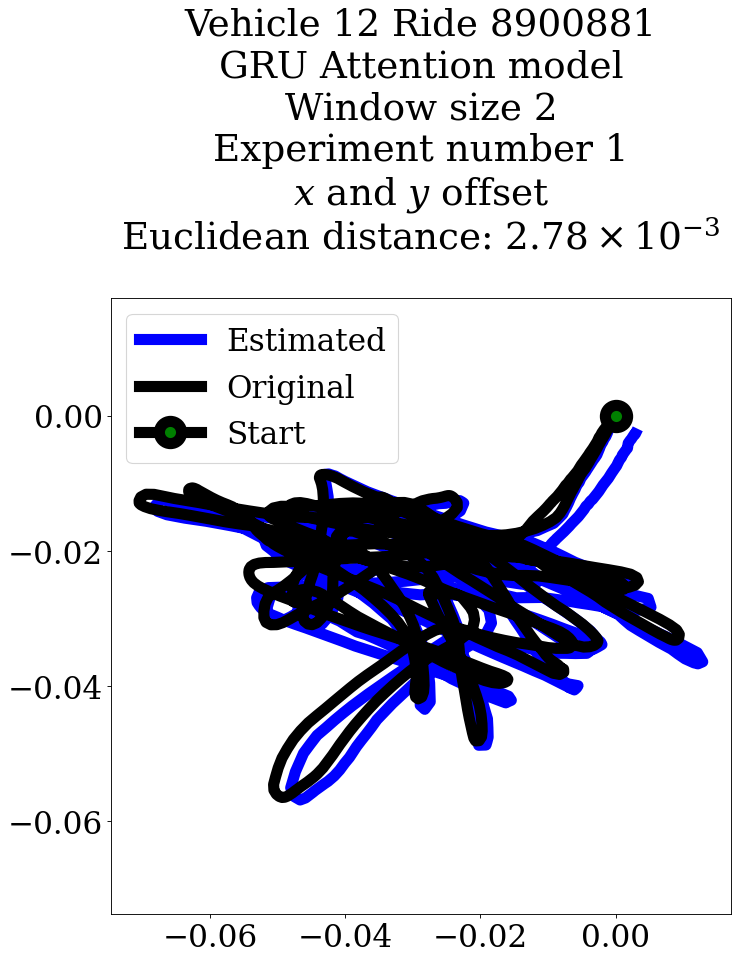 Vehicle 12 Ride 8900881
GRU Attention model
Window size 2
Experiment number 1
x and y offset
Euclidean distance: 2.78 × 10⁻³
Estimated
Original
Start
0.00
−0.02
−0.04
−0.06
−0.06 −0.04 −0.02 0.00